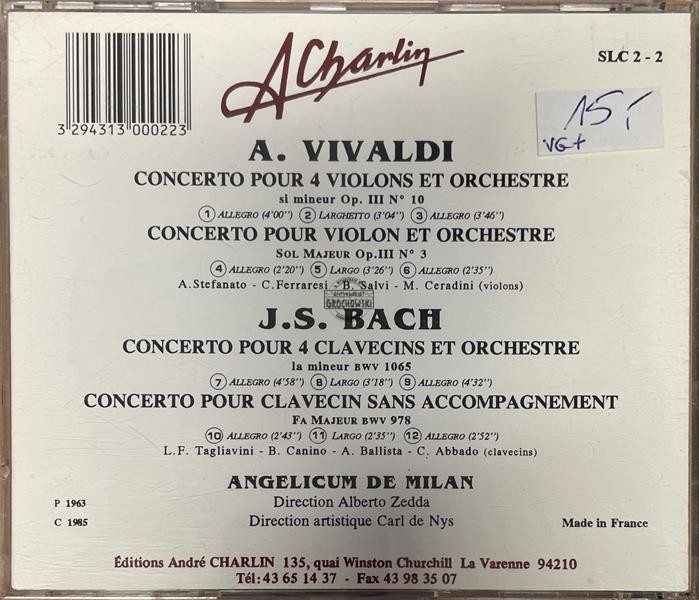 ACharlin
SLC 2 - 2
3 294313 000223
15,-
VG+
A. VIVALDI
CONCERTO POUR 4 VIOLONS ET ORCHESTRE
si mineur Op. III N° 10
1 ALLEGRO (4'00'') 2 LARGHETTO (3'04'') 3 ALLEGRO (3'46'')
CONCERTO POUR VIOLON ET ORCHESTRE
SOL MAJEUR Op.III N° 3
4 ALLEGRO (2'20'') 5 LARGO (3'26'') 6 ALLEGRO (2'35'')
A.Stefanato - C.Ferraresi - B. Salvi - M. Ceradini (violons)
GROCHOWSKI
J.S. BACH
CONCERTO POUR 4 CLAVECINS ET ORCHESTRE
la mineur BWV 1065
7 ALLEGRO (4'58'') 8 LARGO (3'18'') 9 ALLEGRO (4'32'')
CONCERTO POUR CLAVECIN SANS ACCOMPAGNEMENT
FA MAJEUR BWV 978
10 ALLEGRO (2'43'') 11 LARGO (2'35'') 12 ALLEGRO (2'52'')
L.F. Tagliavini - B. Canino - A. Ballista - C. Abbado (clavecins)
ANGELICUM DE MILAN
Direction Alberto Zedda
P 1963
Direction artistique Carl de Nys
C 1985
Made in France
Éditions André CHARLIN 135, quai Winston Churchill La Varenne 94210
Tél: 43 65 14 37 - Fax 43 98 35 07